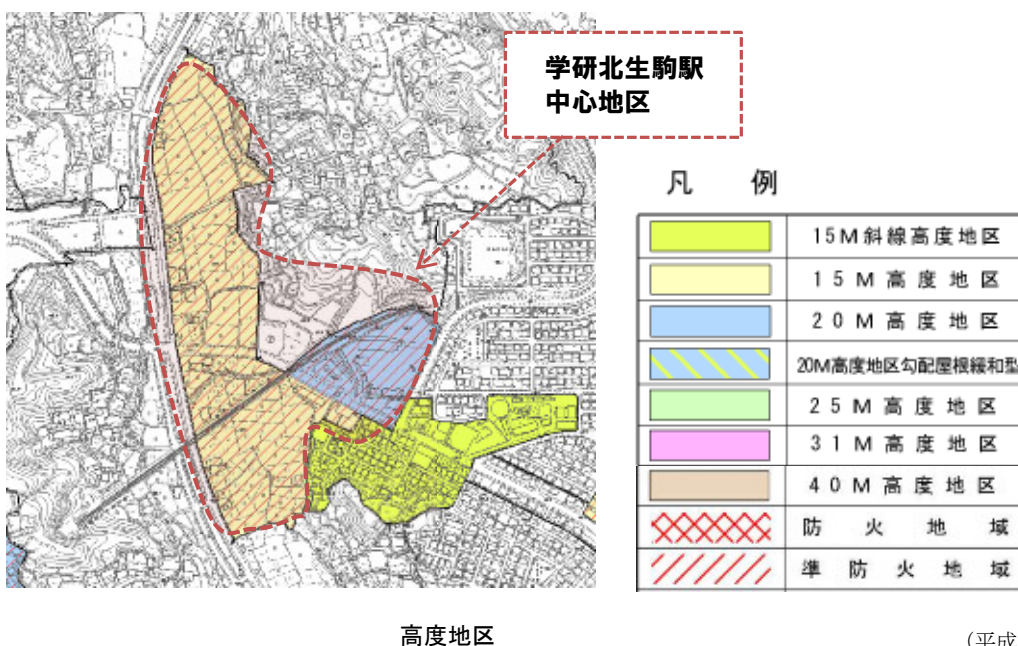 学研北生駒駅
中心地区
凡 例
15M斜線高度地区
15M高度地区
20M高度地区
20M高度地区勾配屋根緩和型
25M高度地区
31M高度地区
40M高度地区
防火地域
準防火地域
高度地区
(平成